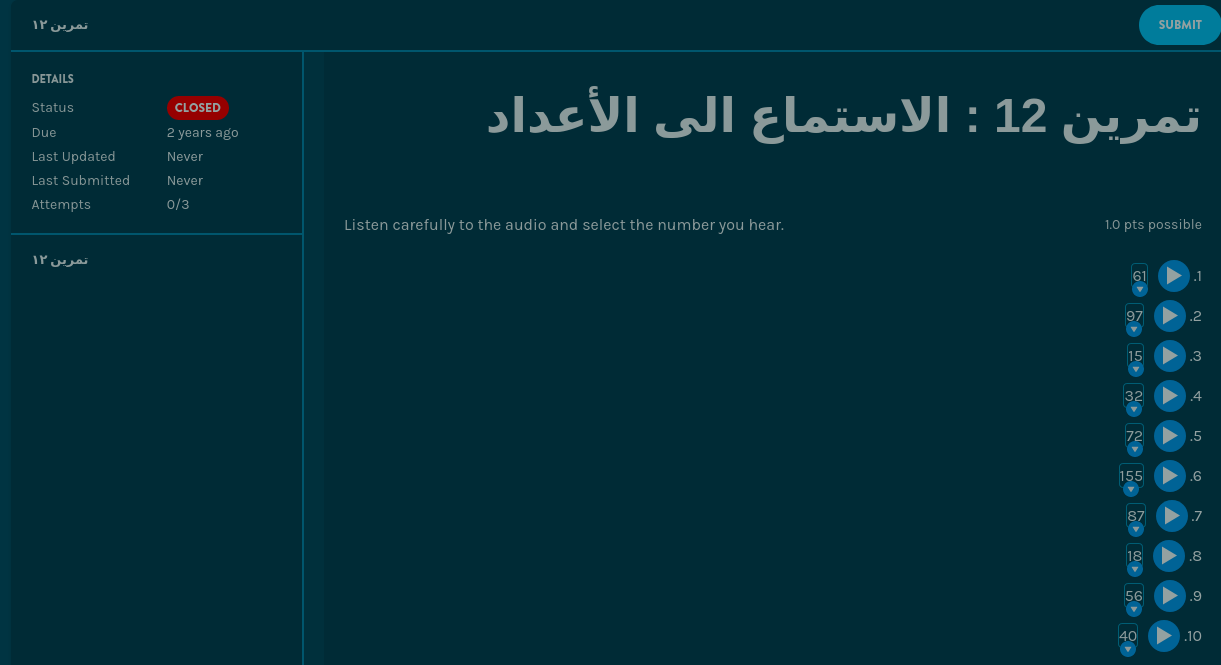 تمرين ١٢
SUBMIT
DETAILS
Status CLOSED
Due 2 years ago
Last Updated Never
Last Submitted Never
Attempts 0/3
تمرين ١٢
تمرين 12 : الاستماع الى الأعداد
Listen carefully to the audio and select the number you hear. 1.0 pts possible
.1 61
.2 97
.3 15
.4 32
.5 72
.6 155
.7 87
.8 18
.9 56
.10 40